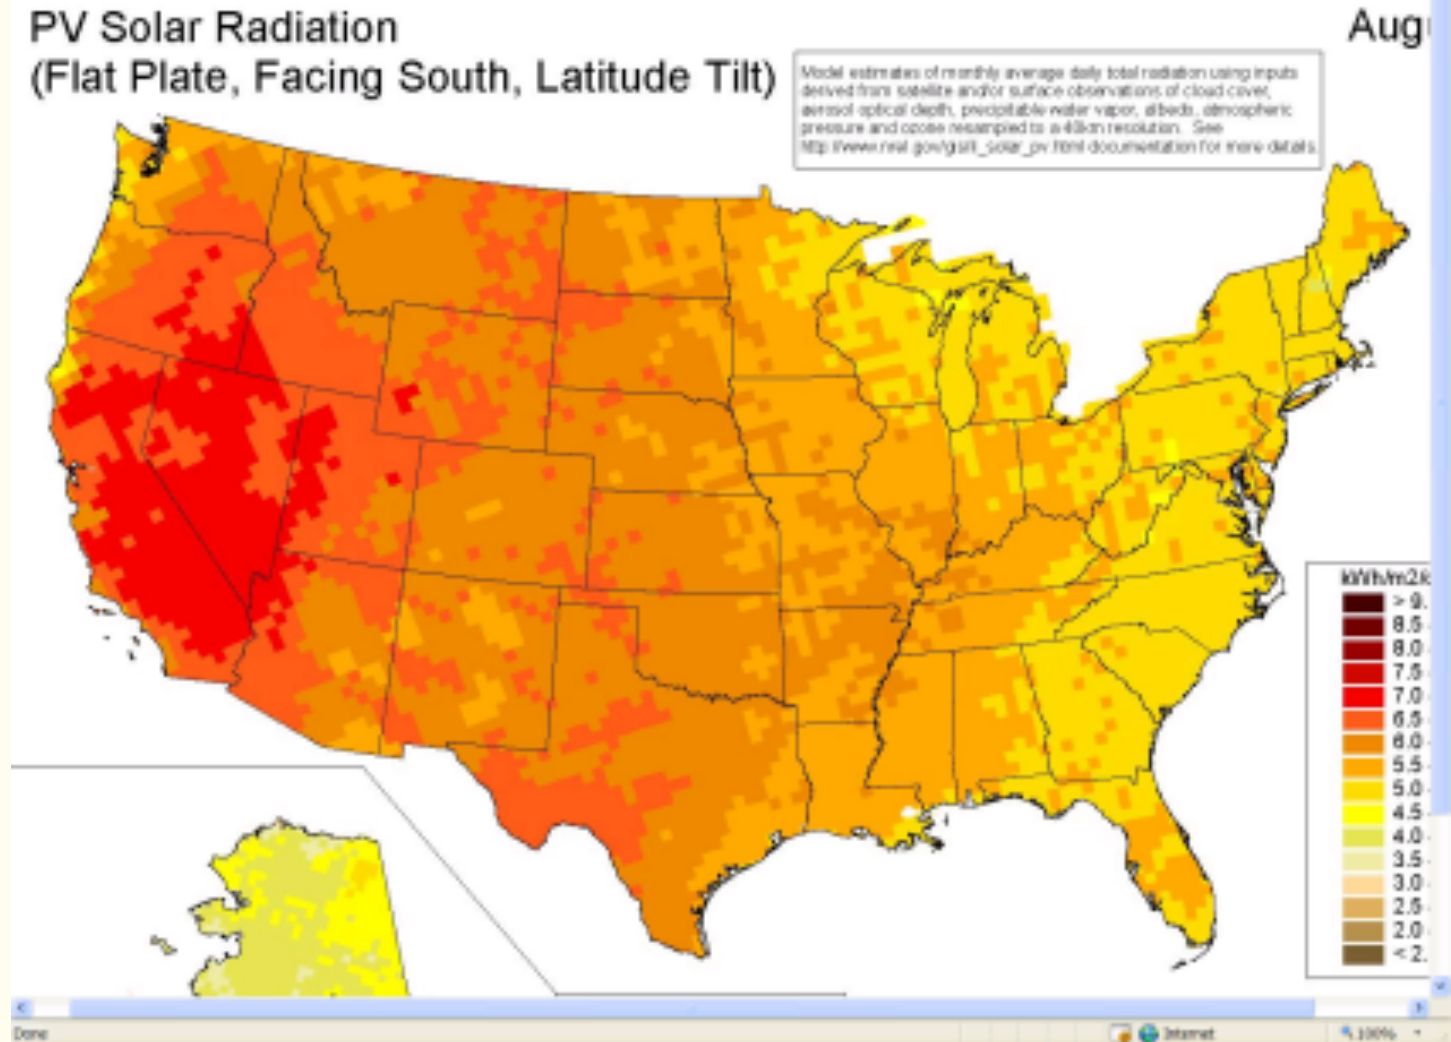 PV Solar Radiation
Aug
(Flat Plate, Facing South, Latitude Tilt)
Model estimates of monthly average daily total radiation using inputs
derived from satellite and/or surface observations of cloud cover,
aerosol optical depth, precipitable water vapor, albedo, atmospheric
pressure and ozone resampled to a 40km resolution. See
documentation for more details.
kWh/m2/
> 9.
8.5
8.0
7.5
7.0
6.5
6.0
5.5
5.0
4.5
4.0
3.5
3.0
2.5
2.0
< 2.
Done
Internet
100%